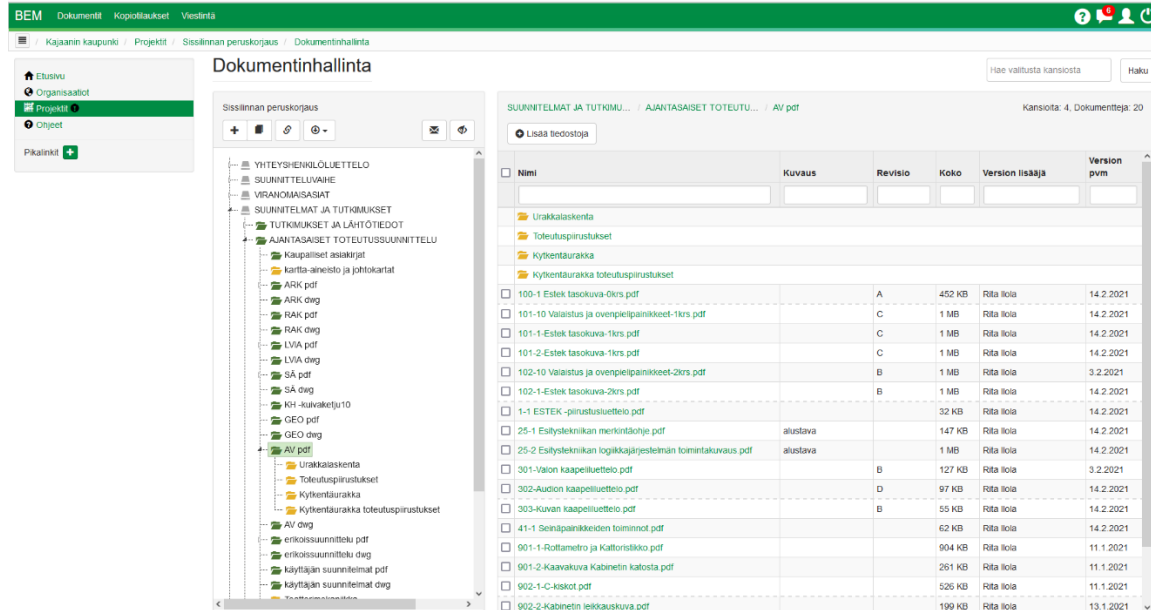 BEM Dokumentit Kopiotilaukset Viestintä
6
/ Kajaanin kaupunki / Projektit / Sissilinnan peruskorjaus / Dokumentinhallinta
Etusivu
Organisaatiot
Projektit
Ohjeet
Pikalinkit
Dokumentinhallinta
Hae valitusta kansiosta
Haku
Sissilinnan peruskorjaus
YHTEYSHENKILÖLUETTELO
SUUNNITTELUVAIHE
VIRANOMAISASIAT
SUUNNITELMAT JA TUTKIMUKSET
TUTKIMUKSET JA LÄHTÖTIEDOT
AJANTASAISET TOTEUTUSSUUNNITTELU
Kaupalliset asiakirjat
kartta-aineisto ja johtokartat
ARK pdf
ARK dwg
RAK pdf
RAK dwg
LVIA pdf
LVIA dwg
SÄ pdf
SÄ dwg
KH -kuivaketju10
GEO pdf
GEO dwg
AV pdf
Urakkalaskenta
Toteutuspiirustukset
Kytkentäurakka
Kytkentäurakka toteutuspiirustukset
AV dwg
erikoissuunnittelu pdf
erikoissuunnittelu dwg
käyttäjän suunnitelmat pdf
käyttäjän suunnitelmat dwg
SUUNNITELMAT JA TUTKIMU... / AJANTASAISET TOTEUTU... / AV pdf
Kansioita: 4, Dokumentteja: 20
Lisää tiedostoja
Nimi Kuvaus Revisio Koko Version lisääjä Version pvm
Urakkalaskenta
Toteutuspiirustukset
Kytkentäurakka
Kytkentäurakka toteutuspiirustukset
100-1 Estek tasokuva-0krs.pdf A 452 KB Rita Ilola 14.2.2021
101-10 Valaistus ja ovenpielipainikkeet-1krs.pdf C 1 MB Rita Ilola 14.2.2021
101-1-Estek tasokuva-1krs.pdf C 1 MB Rita Ilola 14.2.2021
101-2-Estek tasokuva-1krs.pdf C 1 MB Rita Ilola 14.2.2021
102-10 Valaistus ja ovenpielipainikkeet-2krs.pdf B 1 MB Rita Ilola 3.2.2021
102-1-Estek tasokuva-2krs.pdf B 1 MB Rita Ilola 14.2.2021
1-1 ESTEK -piirustusluettelo.pdf 32 KB Rita Ilola 14.2.2021
25-1 Esitystekniikan merkintäohje.pdf alustava 147 KB Rita Ilola 14.2.2021
25-2 Esitystekniikan logiikkajärjestelmän toimintakuvaus.pdf alustava 1 MB Rita Ilola 14.2.2021
301-Valon kaapeliluettelo.pdf B 127 KB Rita Ilola 3.2.2021
302-Audion kaapeliluettelo.pdf D 97 KB Rita Ilola 14.2.2021
303-Kuvan kaapeliluettelo.pdf B 55 KB Rita Ilola 14.2.2021
41-1 Seinäpainikkeiden toiminnot.pdf 62 KB Rita Ilola 14.2.2021
901-1-Rottametro ja Kattoristikko.pdf 904 KB Rita Ilola 11.1.2021
901-2-Kaavakuva Kabinetin katosta.pdf 261 KB Rita Ilola 11.1.2021
902-1-C-kiskot.pdf 526 KB Rita Ilola 11.1.2021
902-2-Kabinetin leikkauskuva.pdf 199 KB Rita Ilola 13.1.2021